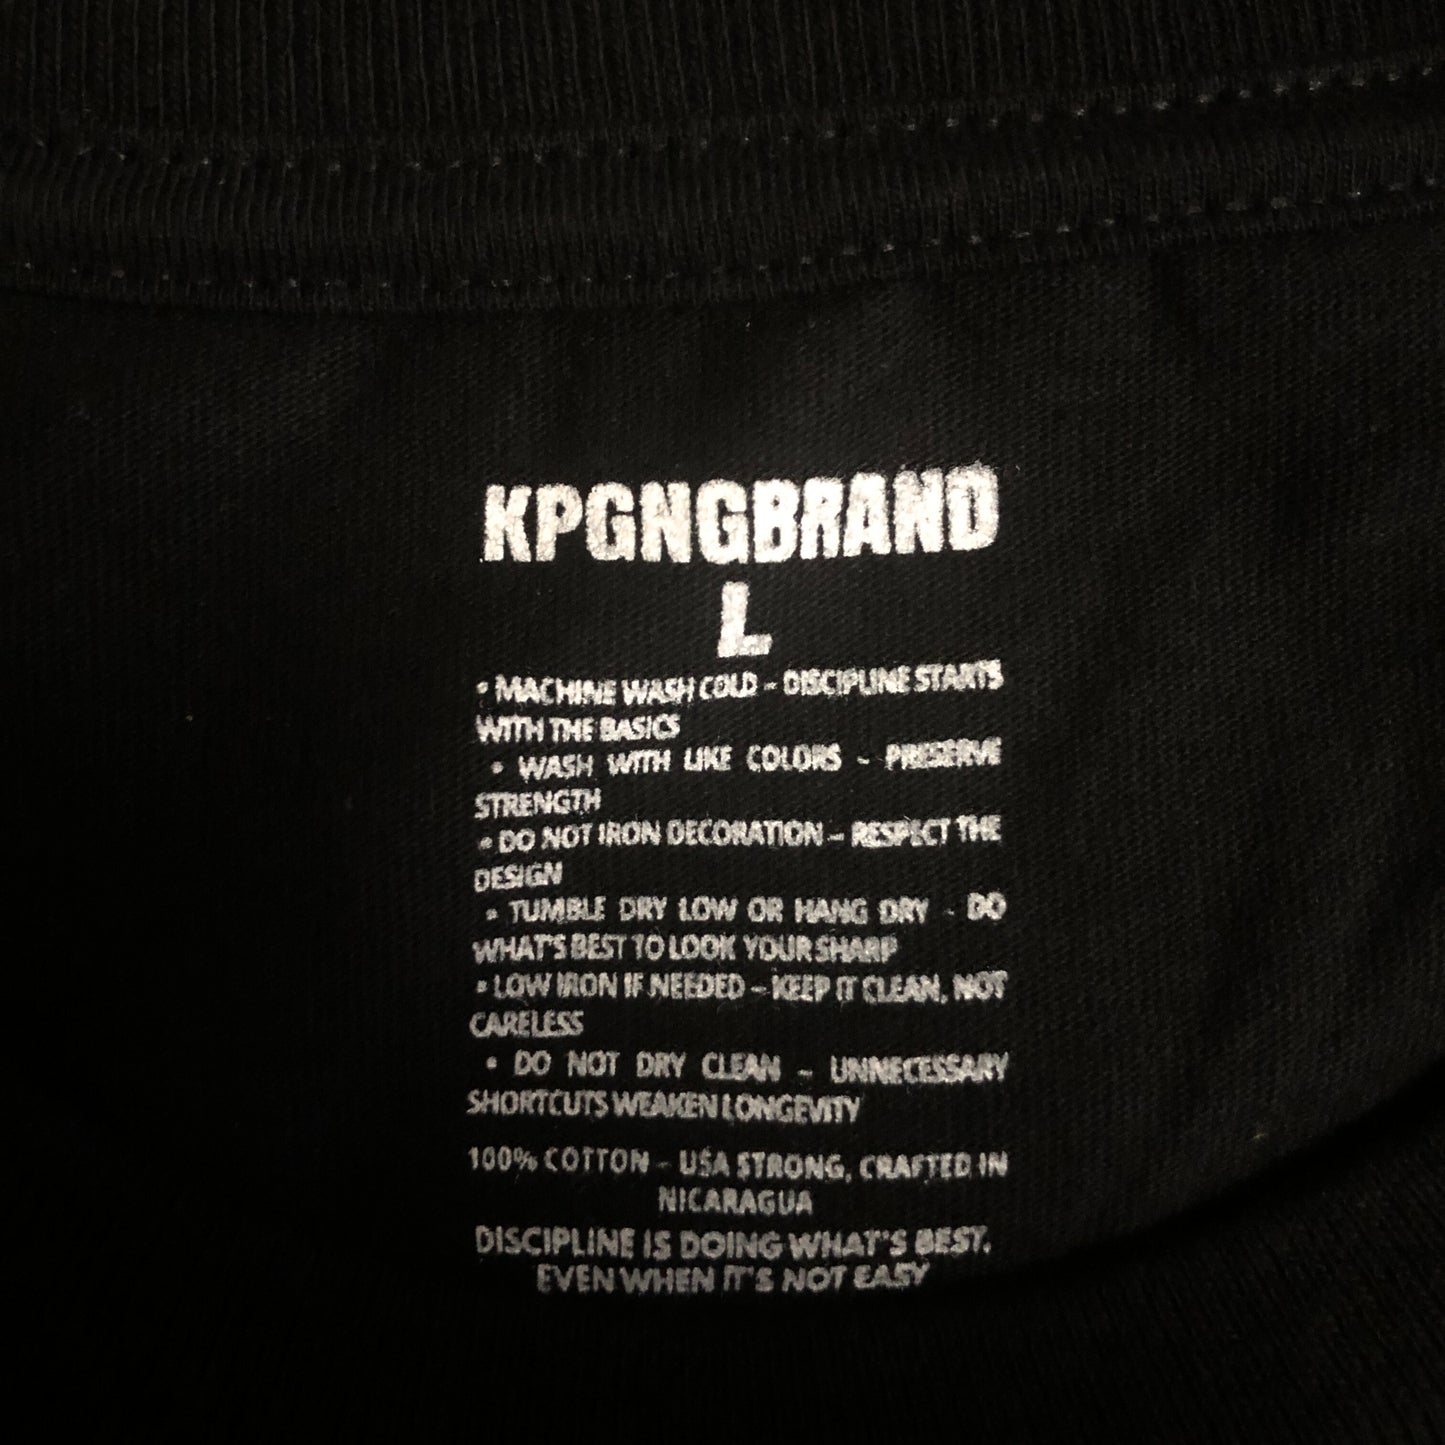 KPGNGBRAND
L
• MACHINE WASH COLD – DISCIPLINE STARTS
WITH THE BASICS
• WASH WITH LIKE COLORS – PRESERVE
STRENGTH
• DO NOT IRON DECORATION – RESPECT THE
DESIGN
• TUMBLE DRY LOW OR HANG DRY – DO
WHAT'S BEST TO LOOK YOUR SHARP
• LOW IRON IF NEEDED – KEEP IT CLEAN, NOT
CARELESS
• DO NOT DRY CLEAN – UNNECESSARY
SHORTCUTS WEAKEN LONGEVITY
100% COTTON – USA STRONG, CRAFTED IN
NICARAGUA
DISCIPLINE IS DOING WHAT'S BEST,
EVEN WHEN IT'S NOT EASY